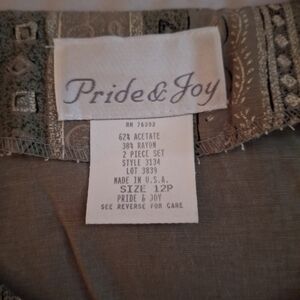 Pride & Joy
RN 76393
62% ACETATE
38% RAYON
2 PIECE SET
STYLE 3134
LOT 3839
MADE IN U.S.A.
SIZE 12P
PRIDE & JOY
SEE REVERSE FOR CARE